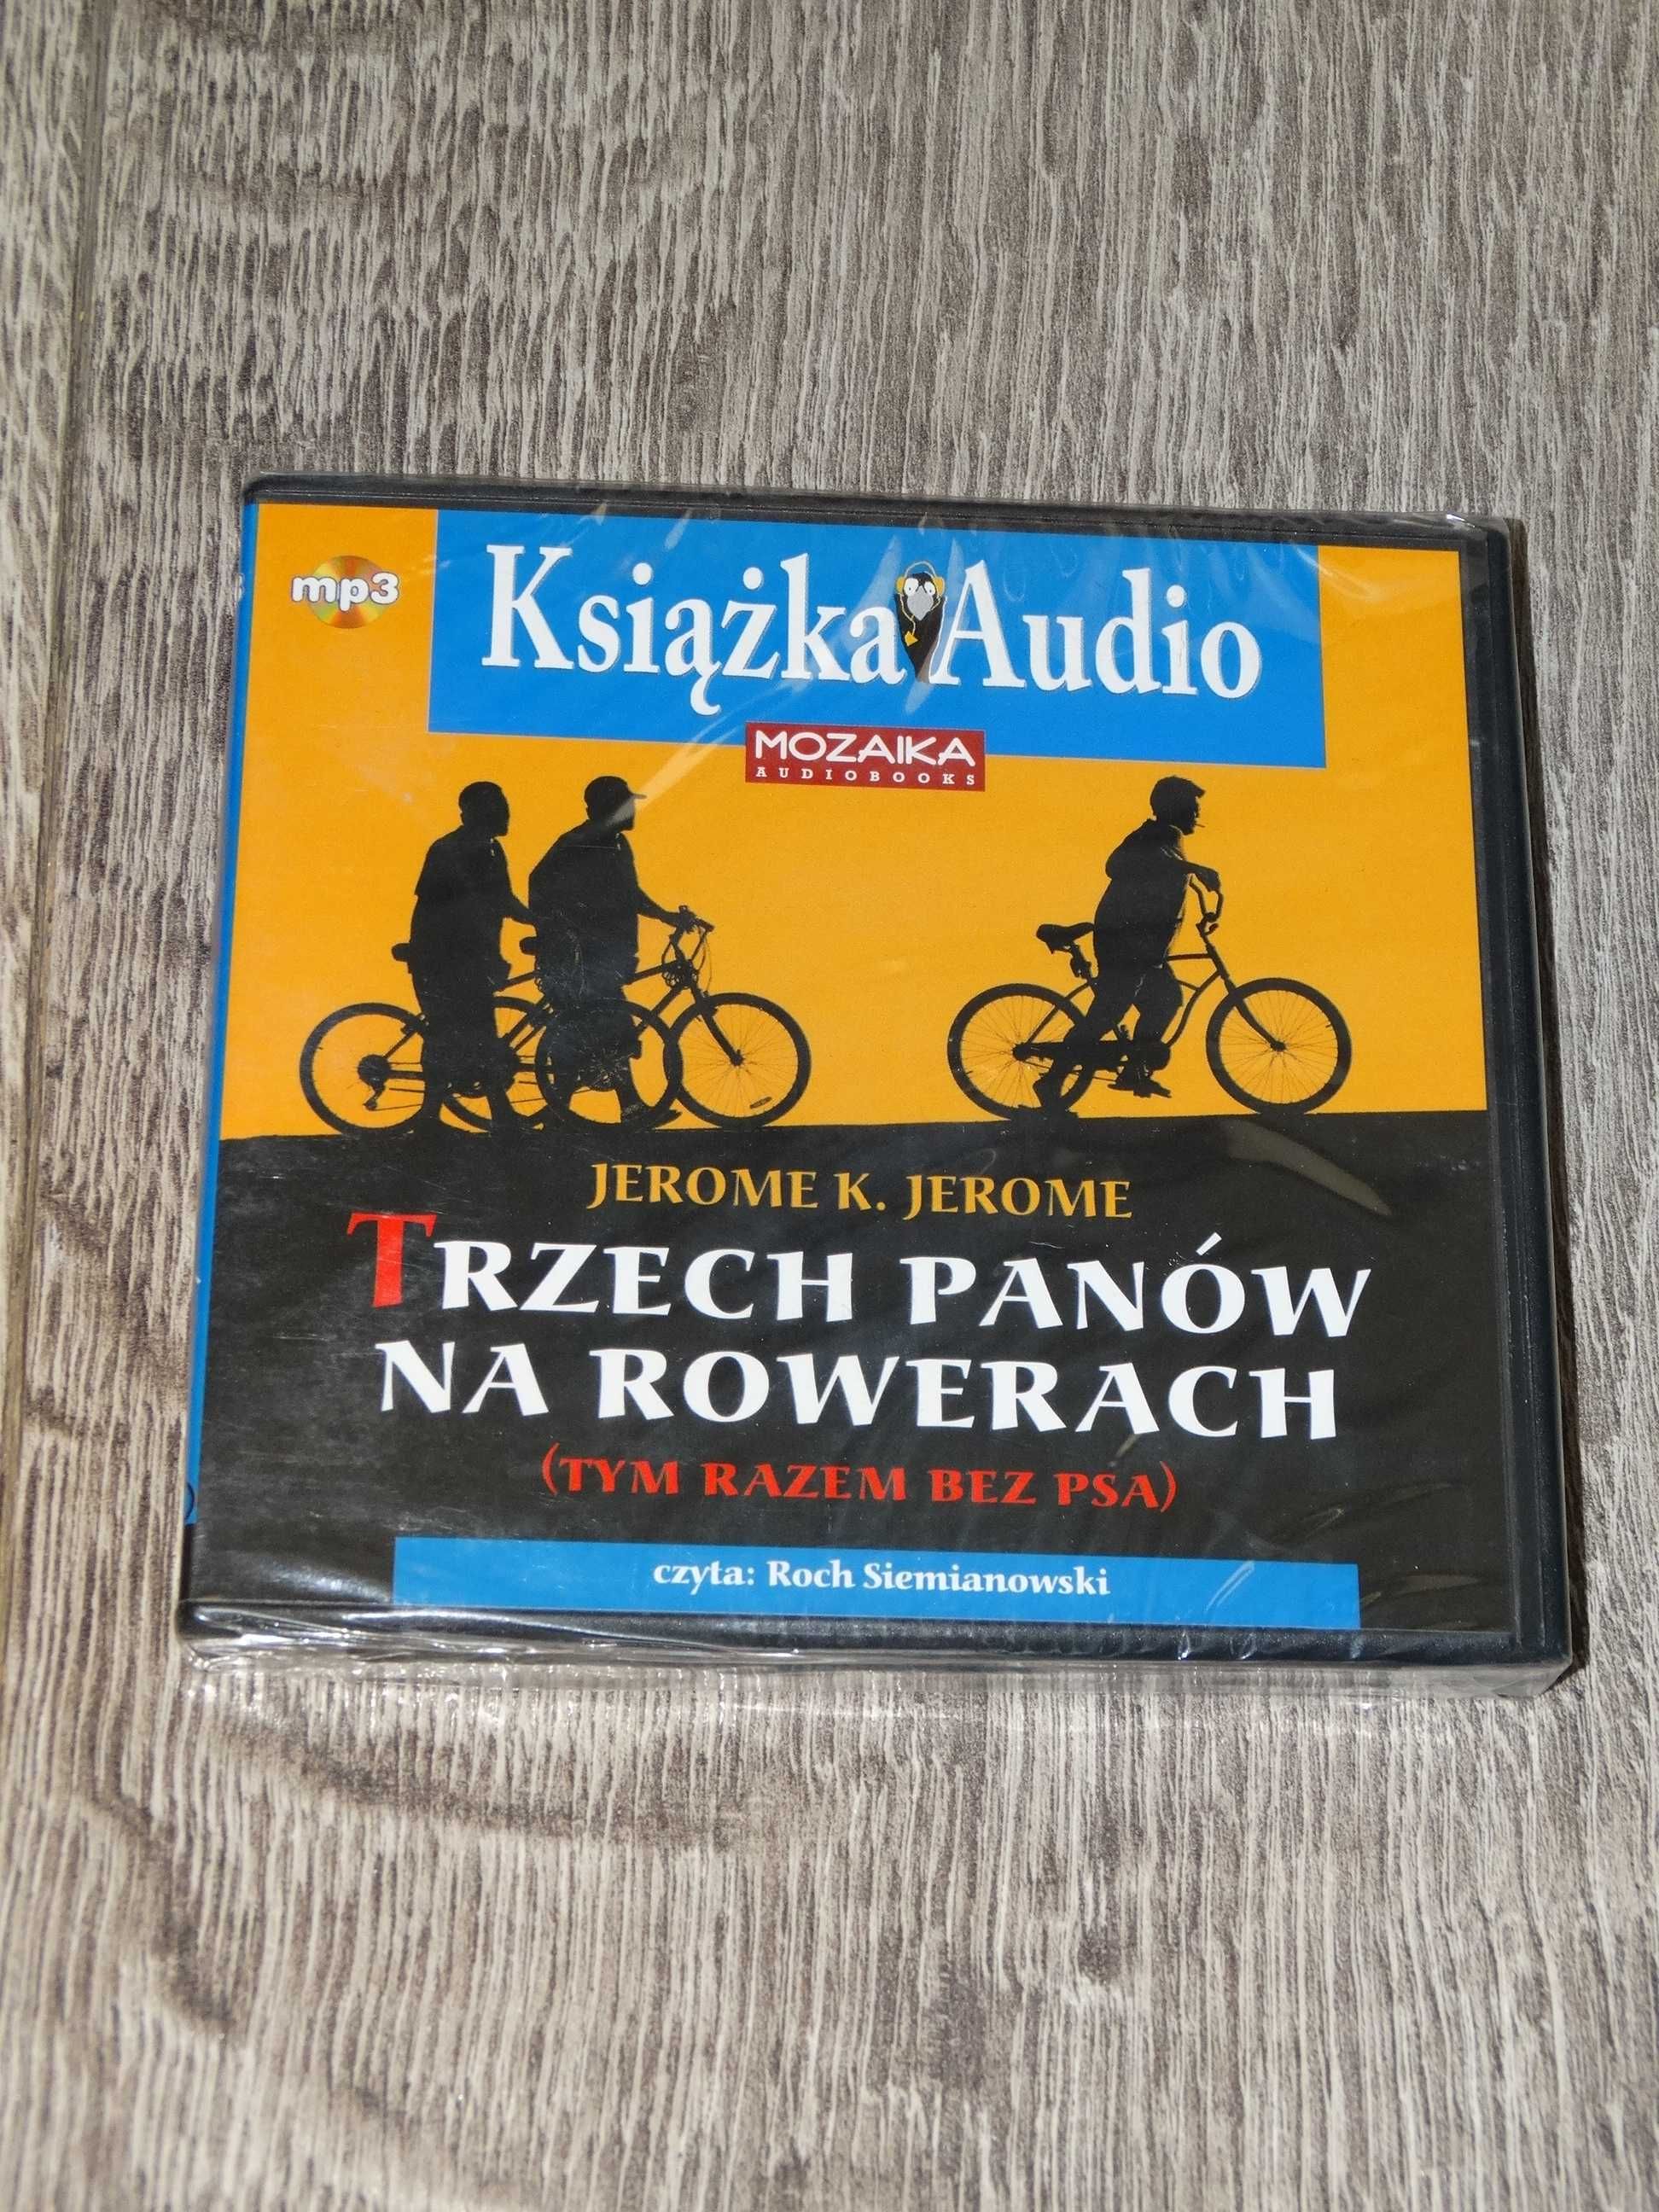 mp3
Książka Audio
MOZAIKA
AUDIOBOOKS
JEROME K. JEROME
TRZECH PANÓW
NA ROWERACH
(TYM RAZEM BEZ PSA)
czyta: Roch Siemianowski